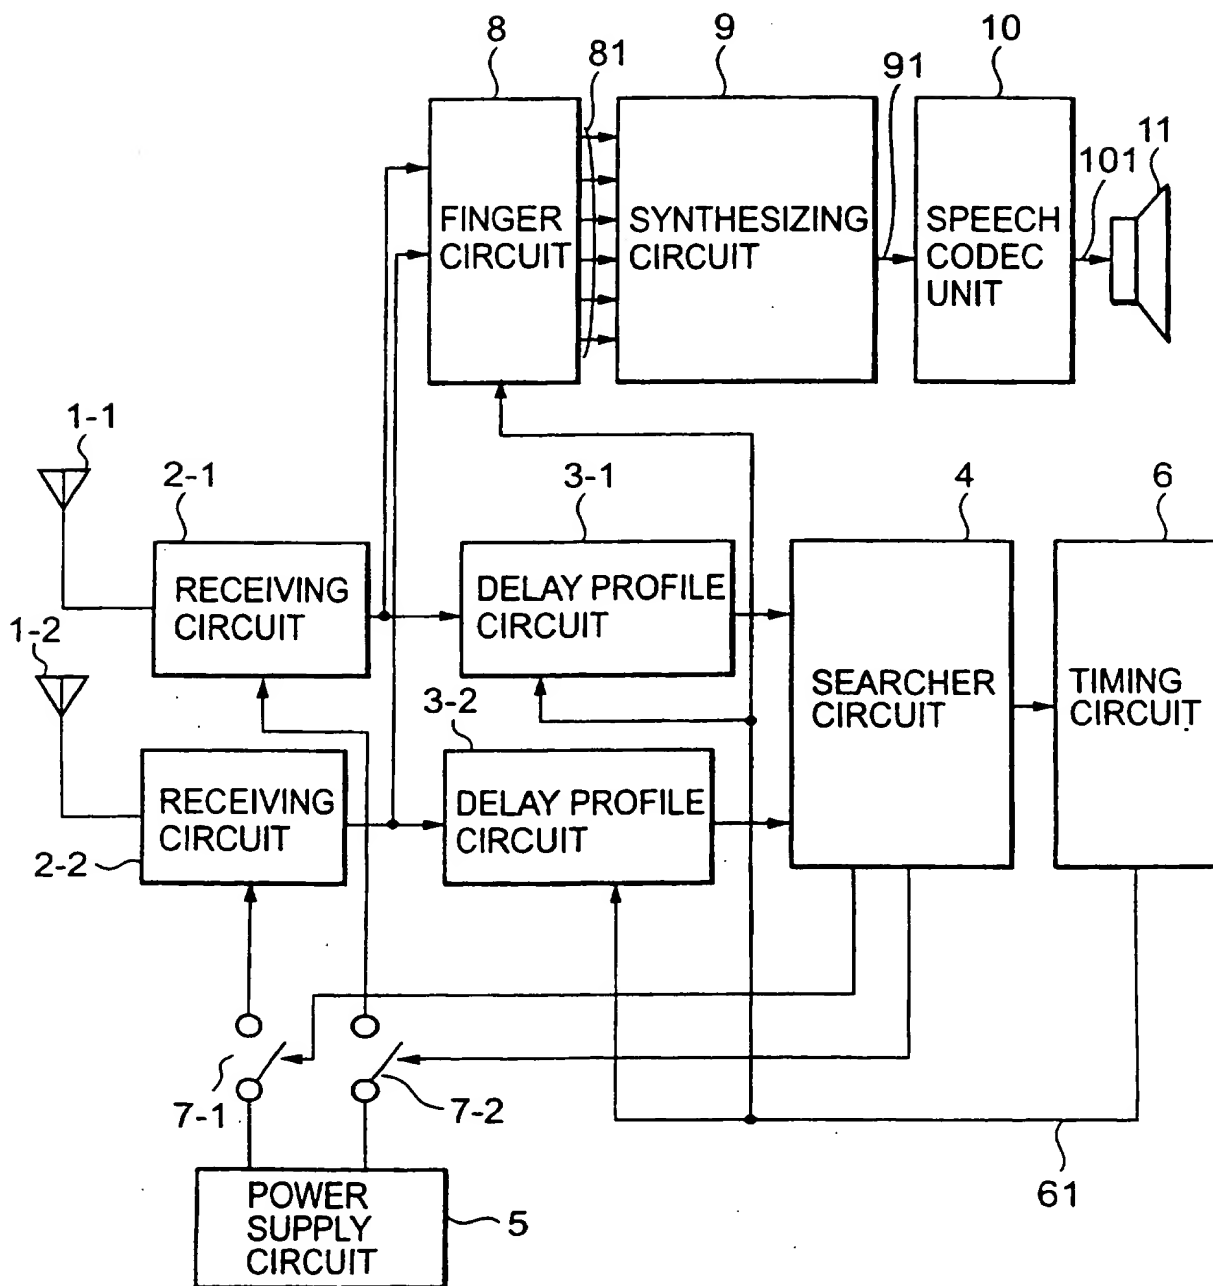 8
9
10
81
91
11
101
FINGER
CIRCUIT
SYNTHESIZING
CIRCUIT
SPEECH
CODEC
UNIT
1-1
2-1
3-1
4
6
RECEIVING
CIRCUIT
DELAY PROFILE
CIRCUIT
1-2
SEARCHER
CIRCUIT
TIMING
CIRCUIT
3-2
RECEIVING
CIRCUIT
DELAY PROFILE
CIRCUIT
2-2
7-1
7-2
61
POWER
SUPPLY
CIRCUIT
5